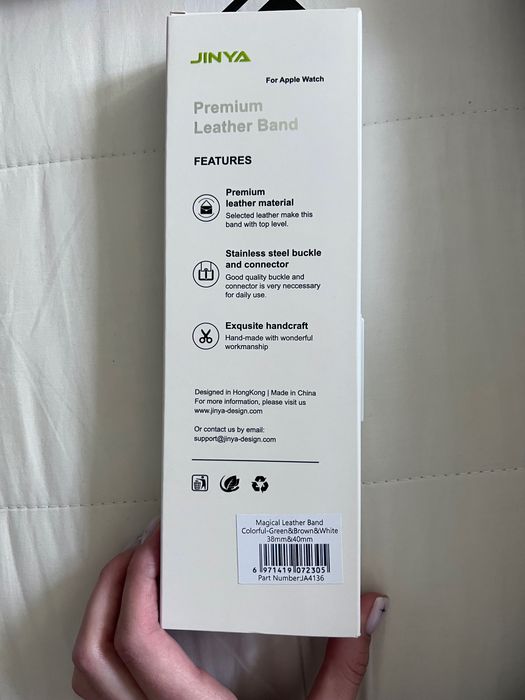 JINYA
For Apple Watch
Premium
Leather Band
FEATURES
Premium
leather material
Selected leather make this
band with top level.
Stainless steel buckle
and connector
Good quality buckle and
connector is very neccessary
for daily use.
Exqusite handcraft
Hand-made with wonderful
workmanship
Designed in HongKong | Made in China
For more information, please visit us
www.jinya-design.com
Or contact us by email:
support@jinya-design.com
Magical Leather Band
Colorful-Green&Brown&White
38mm&40mm
6 971419 072305
Part Number:JA4136